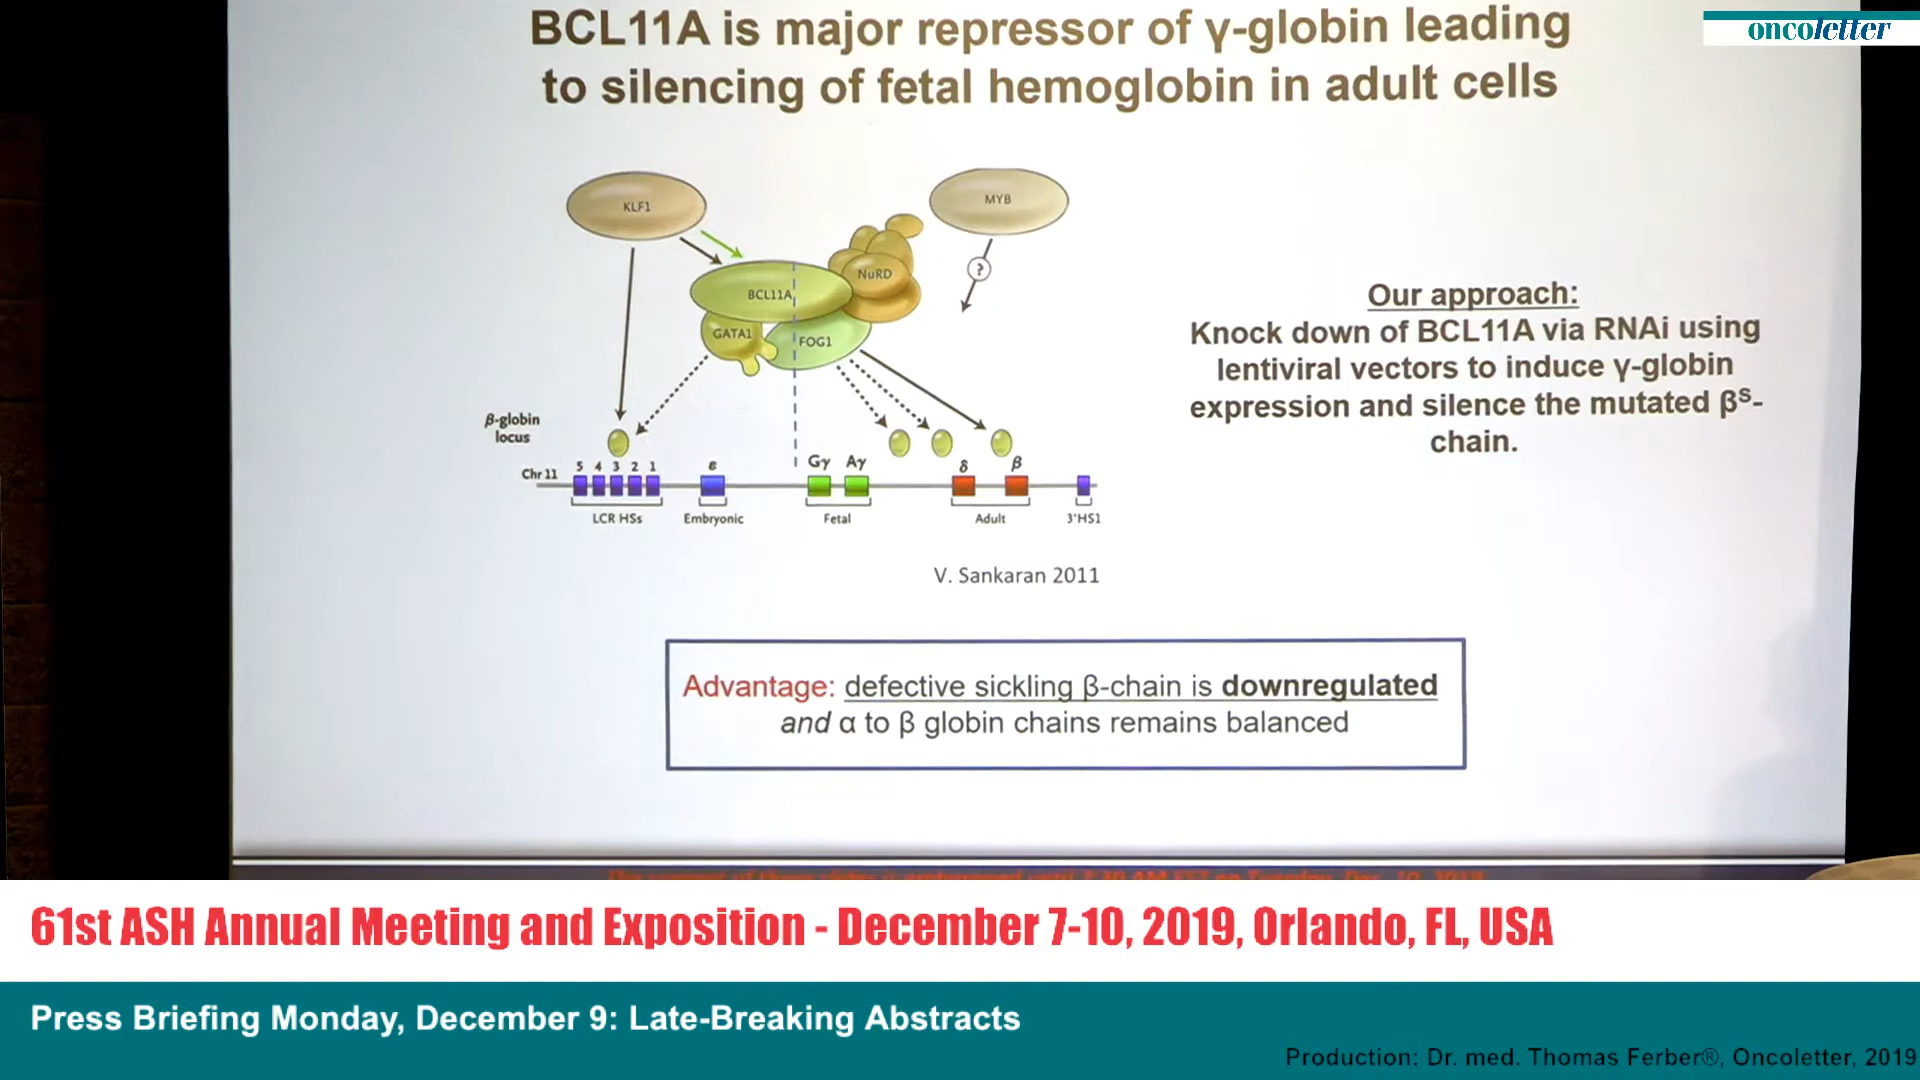 BCL11A is major repressor of γ-globin leading
to silencing of fetal hemoglobin in adult cells
oncoletter
KLF1
MYB
?
NuRD
BCL11A
GATA1
FOG1
Our approach:
Knock down of BCL11A via RNAi using
lentiviral vectors to induce γ-globin
expression and silence the mutated βS-
chain.
β-globin
locus
Chr 11
5 4 3 2 1
ε
Gγ Aγ
δ
β
LCR HSs
Embryonic
Fetal
Adult
3'HS1
V. Sankaran 2011
Advantage: defective sickling β-chain is downregulated
and α to β globin chains remains balanced
61st ASH Annual Meeting and Exposition - December 7-10, 2019, Orlando, FL, USA
Press Briefing Monday, December 9: Late-Breaking Abstracts
Production: Dr. med. Thomas Ferber®, Oncoletter, 2019